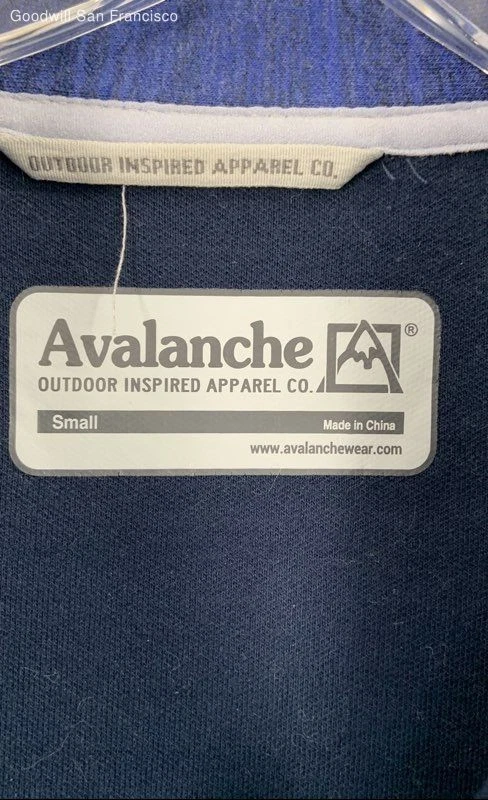 Goodwill San Francisco
OUTDOOR INSPIRED APPAREL CO.
Avalanche ®
OUTDOOR INSPIRED APPAREL CO.
Small
Made in China
www.avalanchewear.com